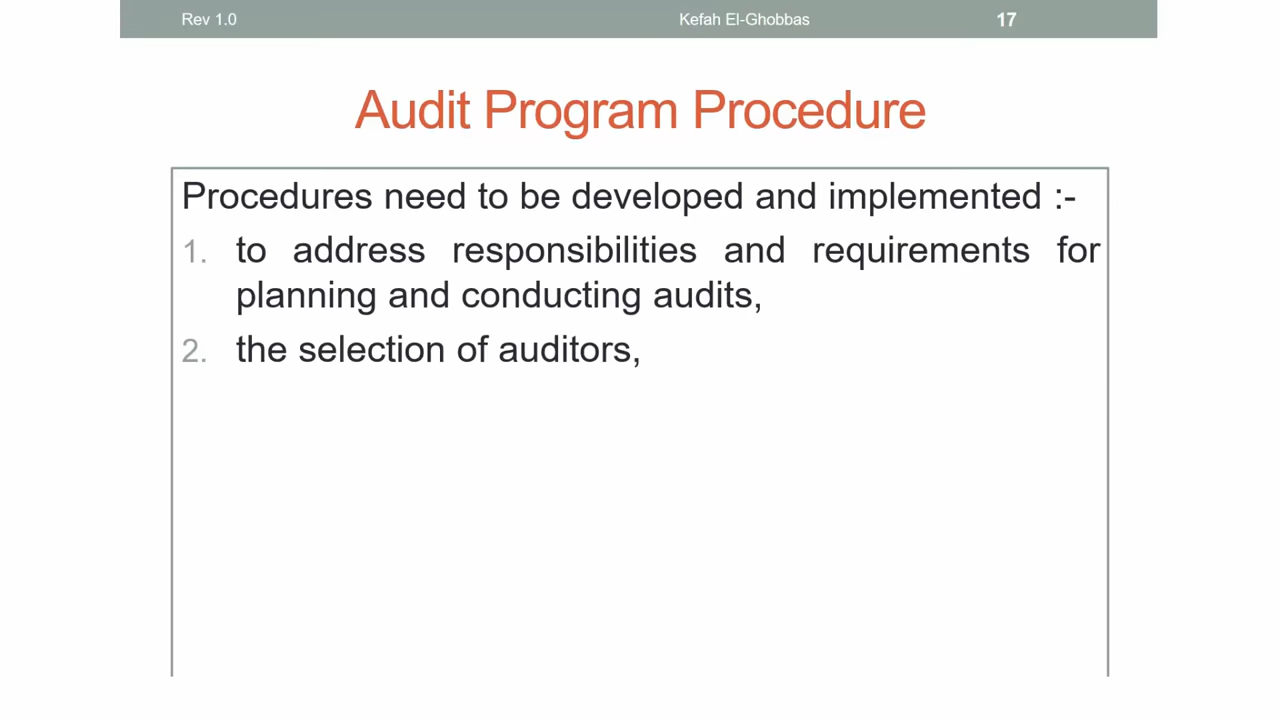 Rev 1.0 Kefah El-Ghobbas 17
Audit Program Procedure
Procedures need to be developed and implemented :-
1. to address responsibilities and requirements for
planning and conducting audits,
2. the selection of auditors,